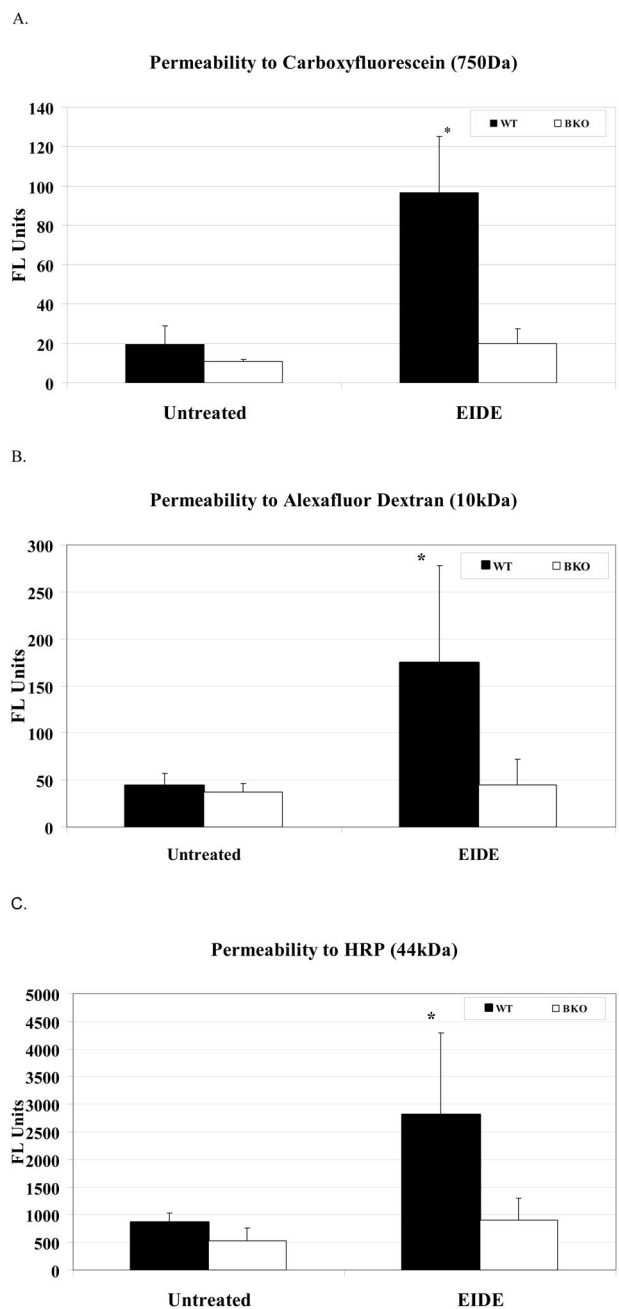 A.
Permeability to Carboxyfluorescein (750Da)
140
120
100
80
60
40
20
0
FL Units
WT BKO
*
Untreated EIDE
B.
Permeability to Alexafluor Dextran (10kDa)
300
250
200
150
100
50
0
FL Units
WT BKO
*
Untreated EIDE
C.
Permeability to HRP (44kDa)
5000
4500
4000
3500
3000
2500
2000
1500
1000
500
0
FL Units
WT BKO
*
Untreated EIDE